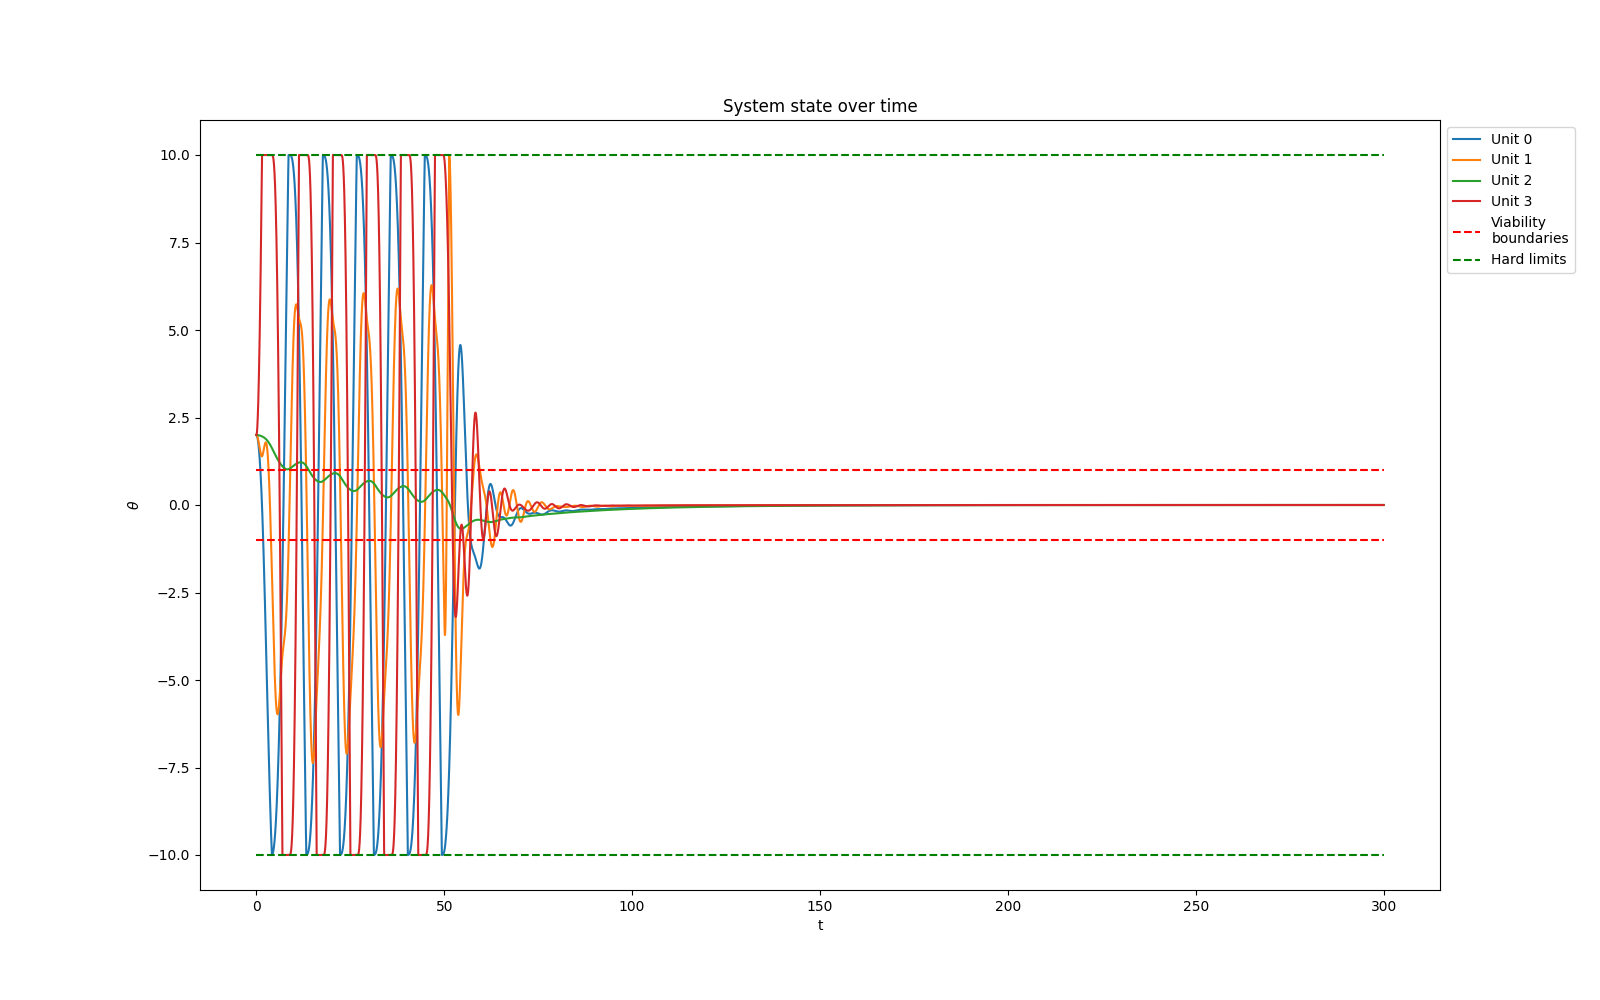 System state over time
10.0
7.5
5.0
2.5
0.0
−2.5
−5.0
−7.5
−10.0
θ
0
50
100
150
200
250
300
t
Unit 0
Unit 1
Unit 2
Unit 3
Viability
boundaries
Hard limits